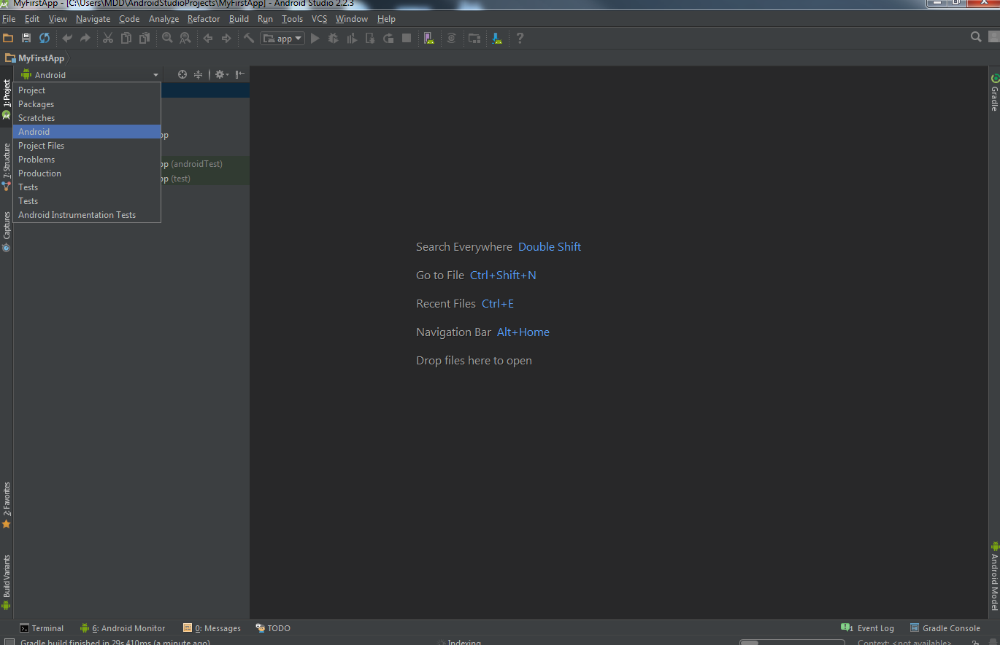 MyFirstApp - [C:\Users\MDD\AndroidStudioProjects\MyFirstApp] - Android Studio 2.2.3
File Edit View Navigate Code Analyze Refactor Build Run Tools VCS Window Help
app
MyFirstApp
1: Project
Android
Project
Packages
Scratches
Android
Project Files
Problems
Production
Tests
Tests
Android Instrumentation Tests
pp
pp (androidTest)
pp (test)
7: Structure
Captures
2: Favorites
Build Variants
Search Everywhere Double Shift
Go to File Ctrl+Shift+N
Recent Files Ctrl+E
Navigation Bar Alt+Home
Drop files here to open
Gradle
Android Model
Terminal 6: Android Monitor 0: Messages TODO 1 Event Log Gradle Console
Gradle build finished in 29s 410ms (a minute ago) Indexing Context: <not available>